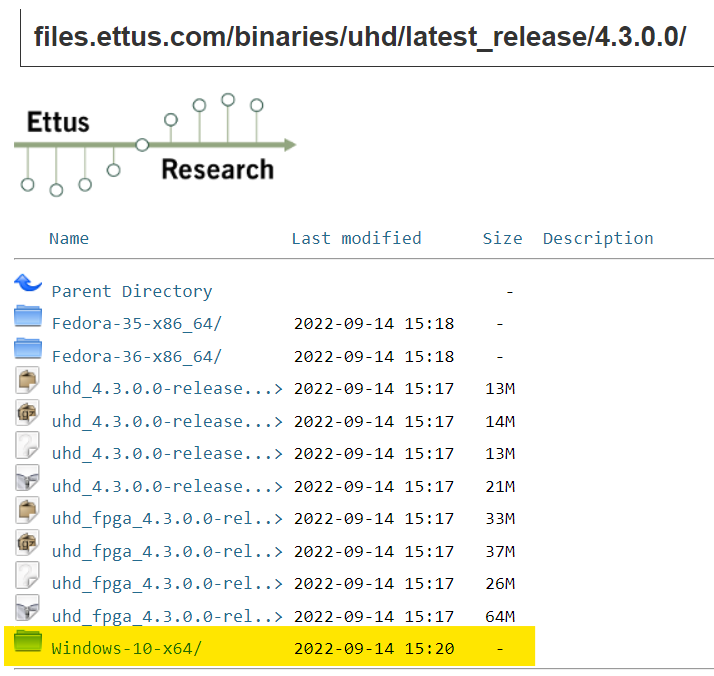 files.ettus.com/binaries/uhd/latest_release/4.3.0.0/
Ettus
Research
Name Last modified Size Description
Parent Directory -
Fedora-35-x86_64/ 2022-09-14 15:18 -
Fedora-36-x86_64/ 2022-09-14 15:18 -
uhd_4.3.0.0-release...> 2022-09-14 15:17 13M
uhd_4.3.0.0-release...> 2022-09-14 15:17 14M
uhd_4.3.0.0-release...> 2022-09-14 15:17 13M
uhd_4.3.0.0-release...> 2022-09-14 15:17 21M
uhd_fpga_4.3.0.0-rel..> 2022-09-14 15:17 33M
uhd_fpga_4.3.0.0-rel..> 2022-09-14 15:17 37M
uhd_fpga_4.3.0.0-rel..> 2022-09-14 15:17 26M
uhd_fpga_4.3.0.0-rel..> 2022-09-14 15:17 64M
Windows-10-x64/ 2022-09-14 15:20 -